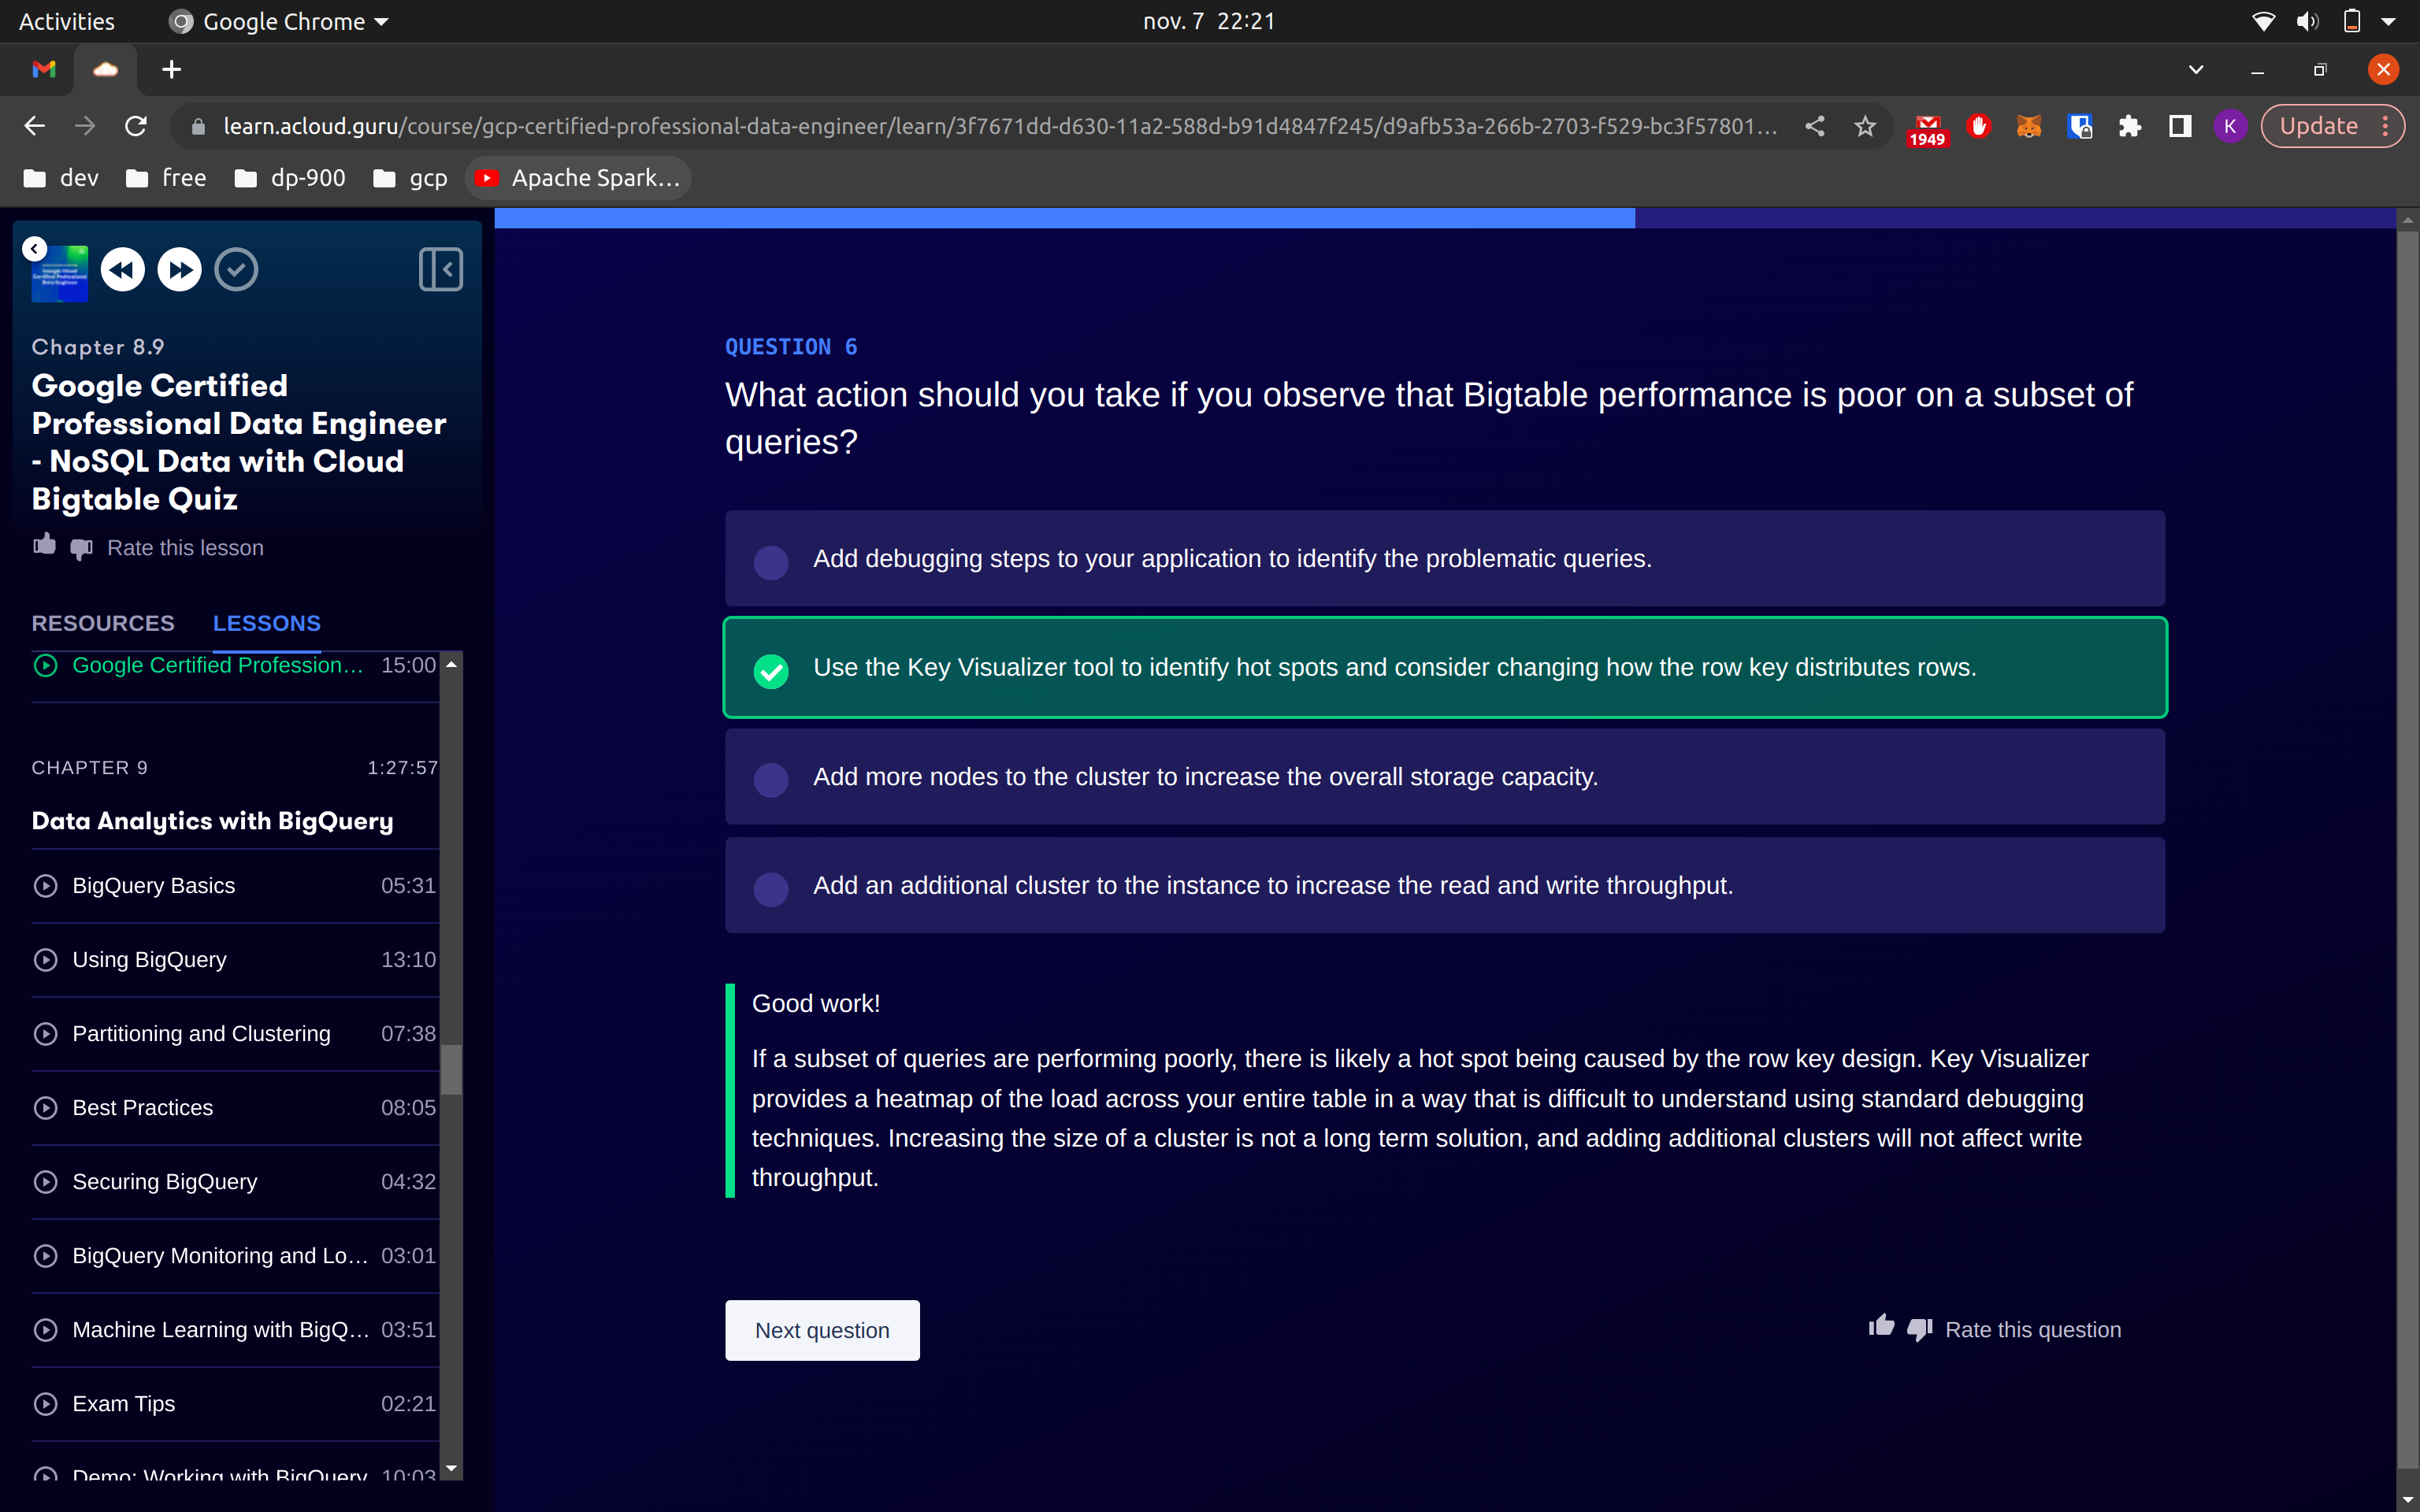 Activities
Google Chrome
nov. 7 22:21
learn.acloud.guru/course/gcp-certified-professional-data-engineer/learn/3f7671dd-d630-11a2-588d-b91d4847f245/d9afb53a-266b-2703-f529-bc3f57801...
1949
K
Update
dev
free
dp-900
gcp
Apache Spark...
Chapter 8.9
Google Certified
Professional Data Engineer
- NoSQL Data with Cloud
Bigtable Quiz
Rate this lesson
RESOURCES LESSONS
Google Certified Profession... 15:00
CHAPTER 9 1:27:57
Data Analytics with BigQuery
BigQuery Basics 05:31
Using BigQuery 13:10
Partitioning and Clustering 07:38
Best Practices 08:05
Securing BigQuery 04:32
BigQuery Monitoring and Lo... 03:01
Machine Learning with BigQ... 03:51
Exam Tips 02:21
Demo: Working with BigQuery 10:03
QUESTION 6
What action should you take if you observe that Bigtable performance is poor on a subset of
queries?
Add debugging steps to your application to identify the problematic queries.
Use the Key Visualizer tool to identify hot spots and consider changing how the row key distributes rows.
Add more nodes to the cluster to increase the overall storage capacity.
Add an additional cluster to the instance to increase the read and write throughput.
Good work!
If a subset of queries are performing poorly, there is likely a hot spot being caused by the row key design. Key Visualizer
provides a heatmap of the load across your entire table in a way that is difficult to understand using standard debugging
techniques. Increasing the size of a cluster is not a long term solution, and adding additional clusters will not affect write
throughput.
Next question
Rate this question